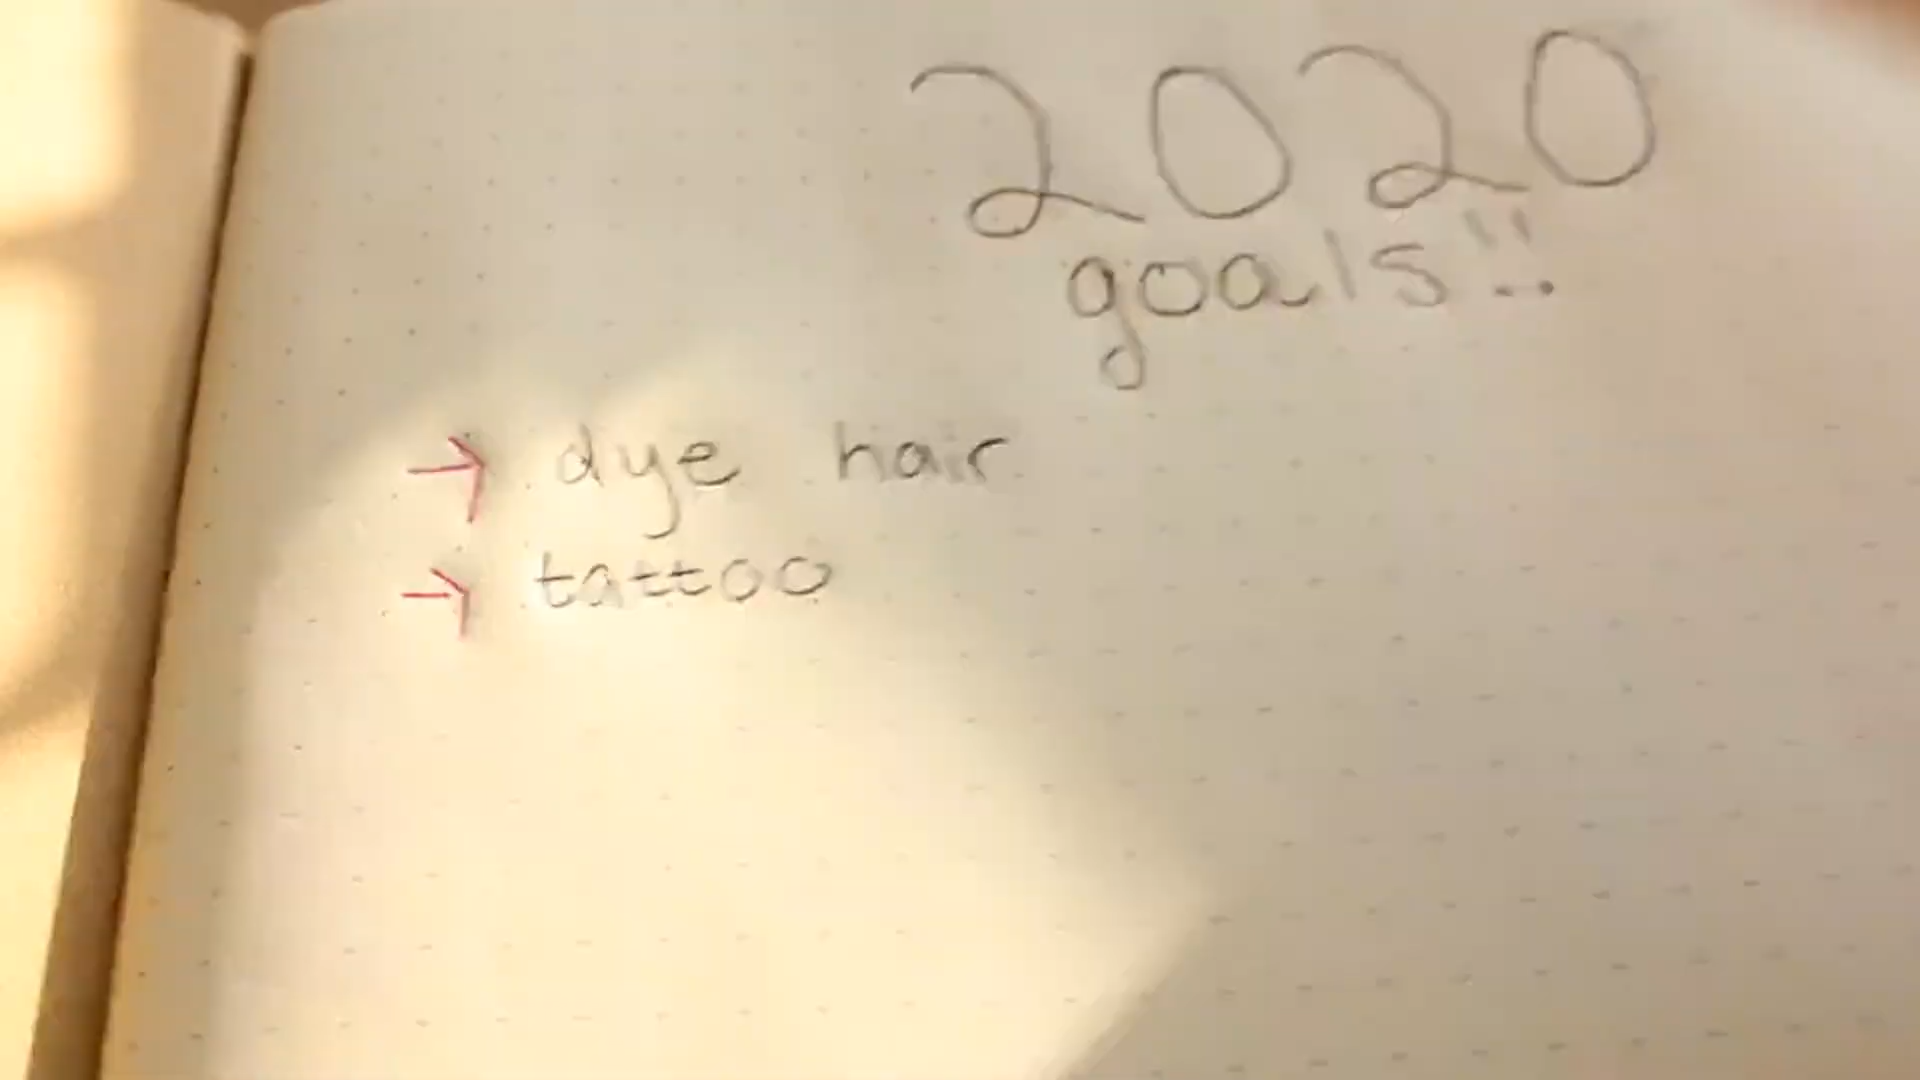 2020
goals!!
→ dye hair
→ tattoo